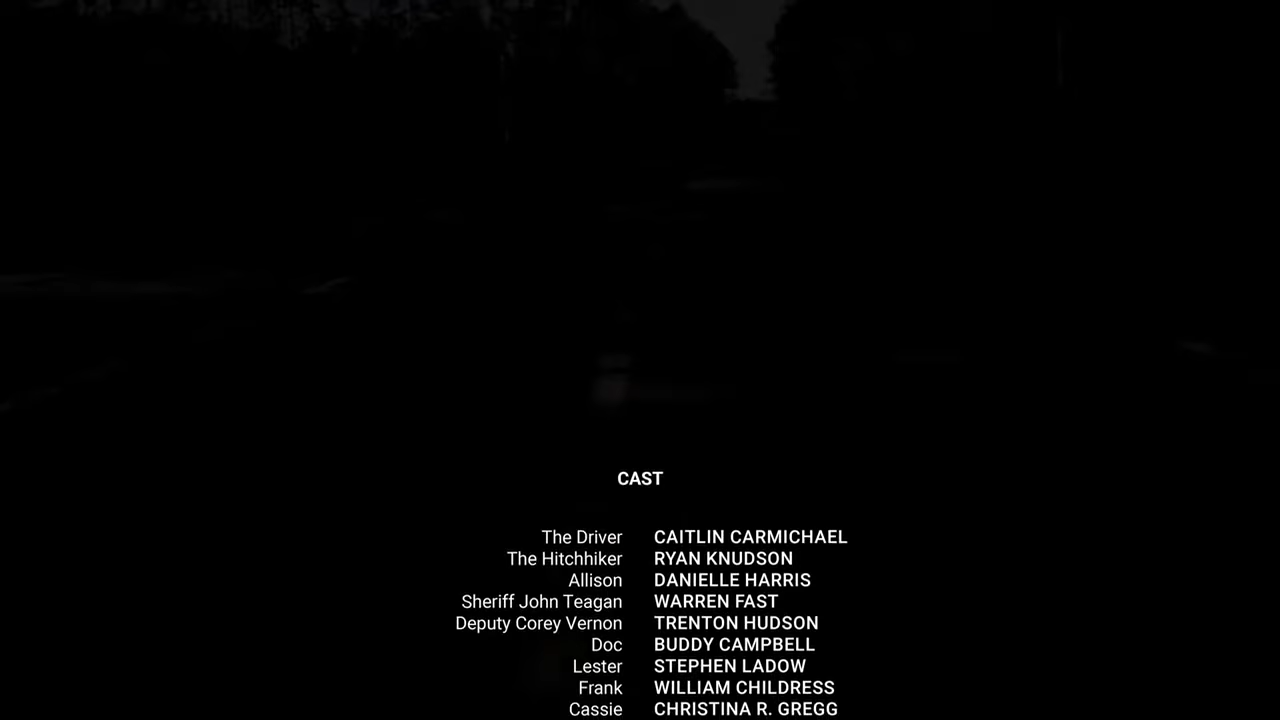 CAST
The Driver CAITLIN CARMICHAEL
The Hitchhiker RYAN KNUDSON
Allison DANIELLE HARRIS
Sheriff John Teagan WARREN FAST
Deputy Corey Vernon TRENTON HUDSON
Doc BUDDY CAMPBELL
Lester STEPHEN LADOW
Frank WILLIAM CHILDRESS
Cassie CHRISTINA R. GREGG